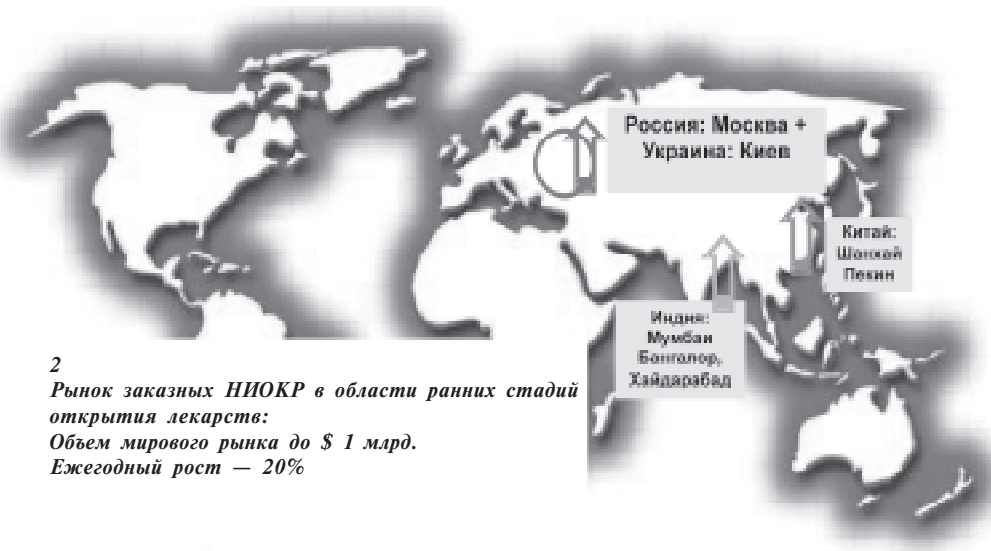 Россия: Москва +
Украина: Киев
Китай:
Шанхай
Пекин
Индия:
Мумбаи
Бангалор,
Хайдарабад
2
Рынок заказных НИОКР в области ранних стадий
открытия лекарств:
Объем мирового рынка до $ 1 млрд.
Ежегодный рост — 20%